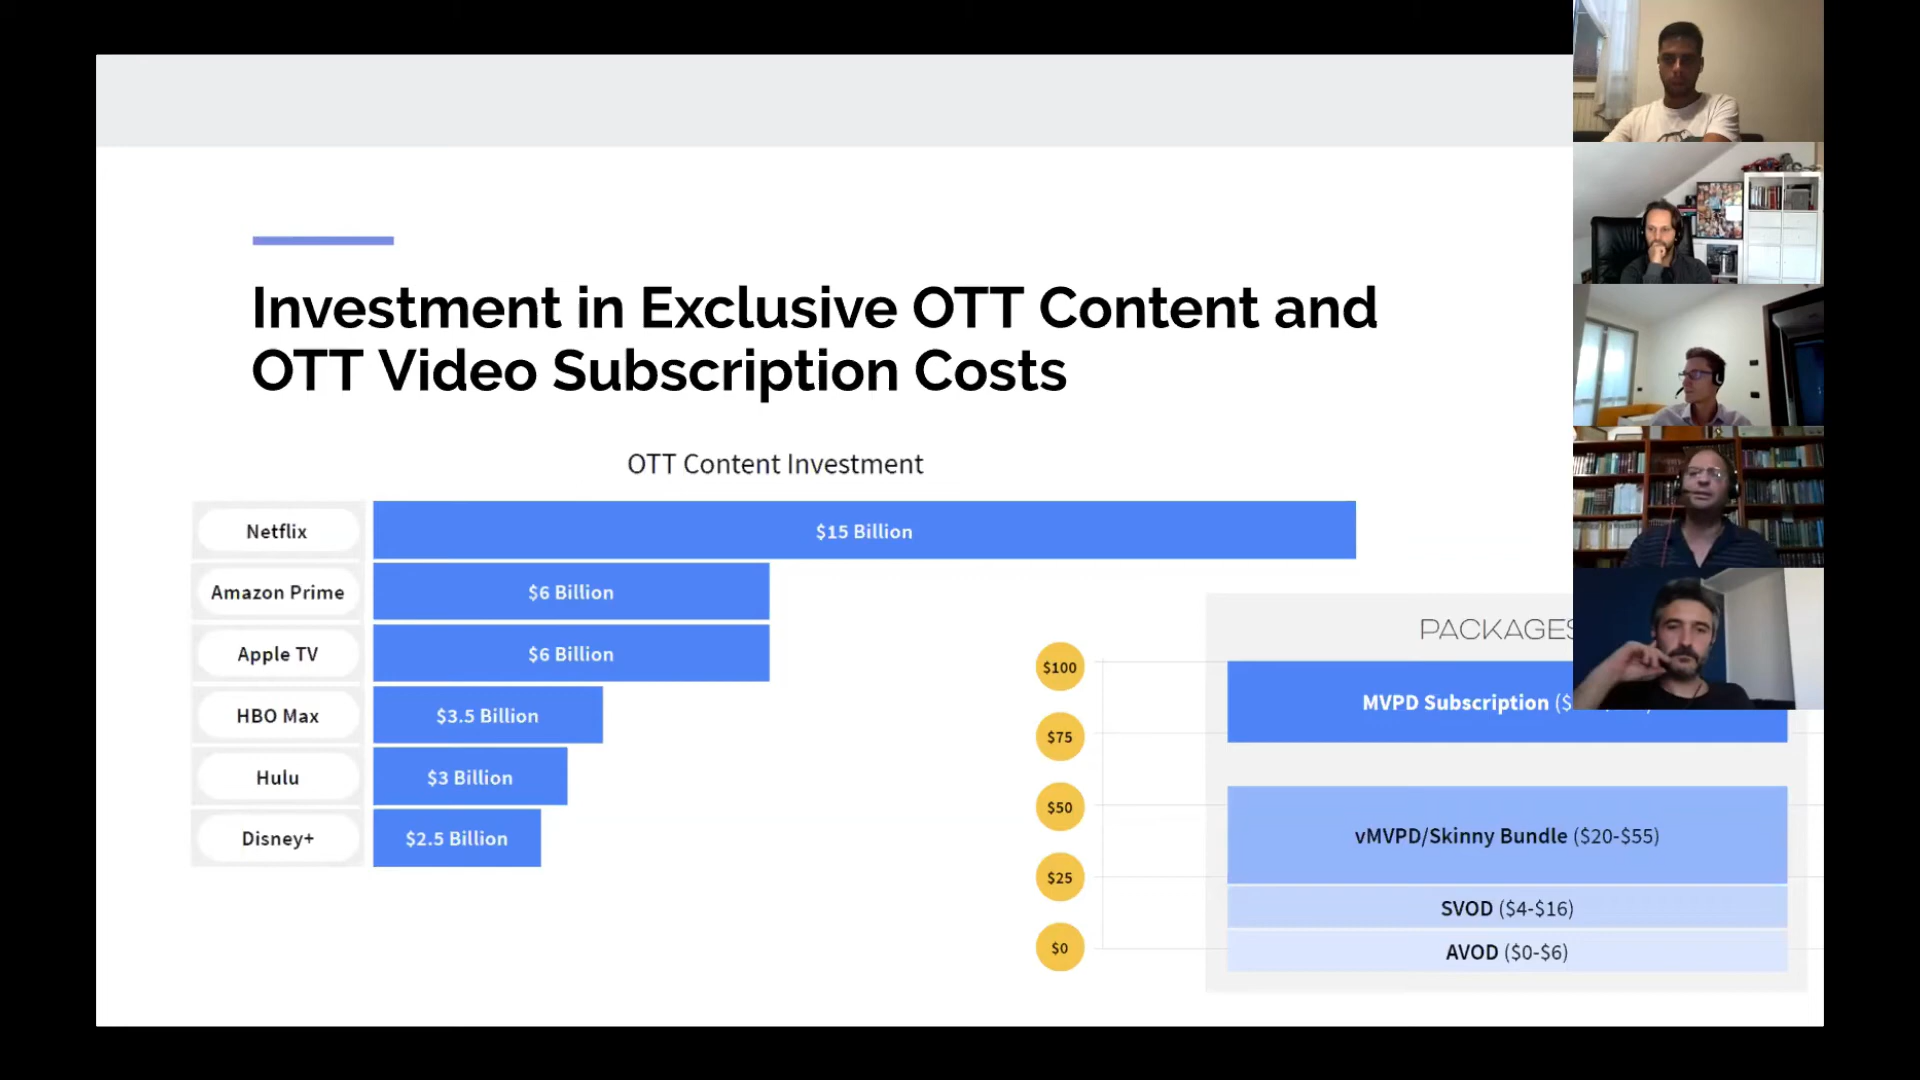 Investment in Exclusive OTT Content and
OTT Video Subscription Costs
OTT Content Investment
Netflix
$15 Billion
Amazon Prime
$6 Billion
Apple TV
$6 Billion
HBO Max
$3.5 Billion
Hulu
$3 Billion
Disney+
$2.5 Billion
PACKAGES
$100
$75
$50
$25
$0
MVPD Subscription ($
vMVPD/Skinny Bundle ($20-$55)
SVOD ($4-$16)
AVOD ($0-$6)